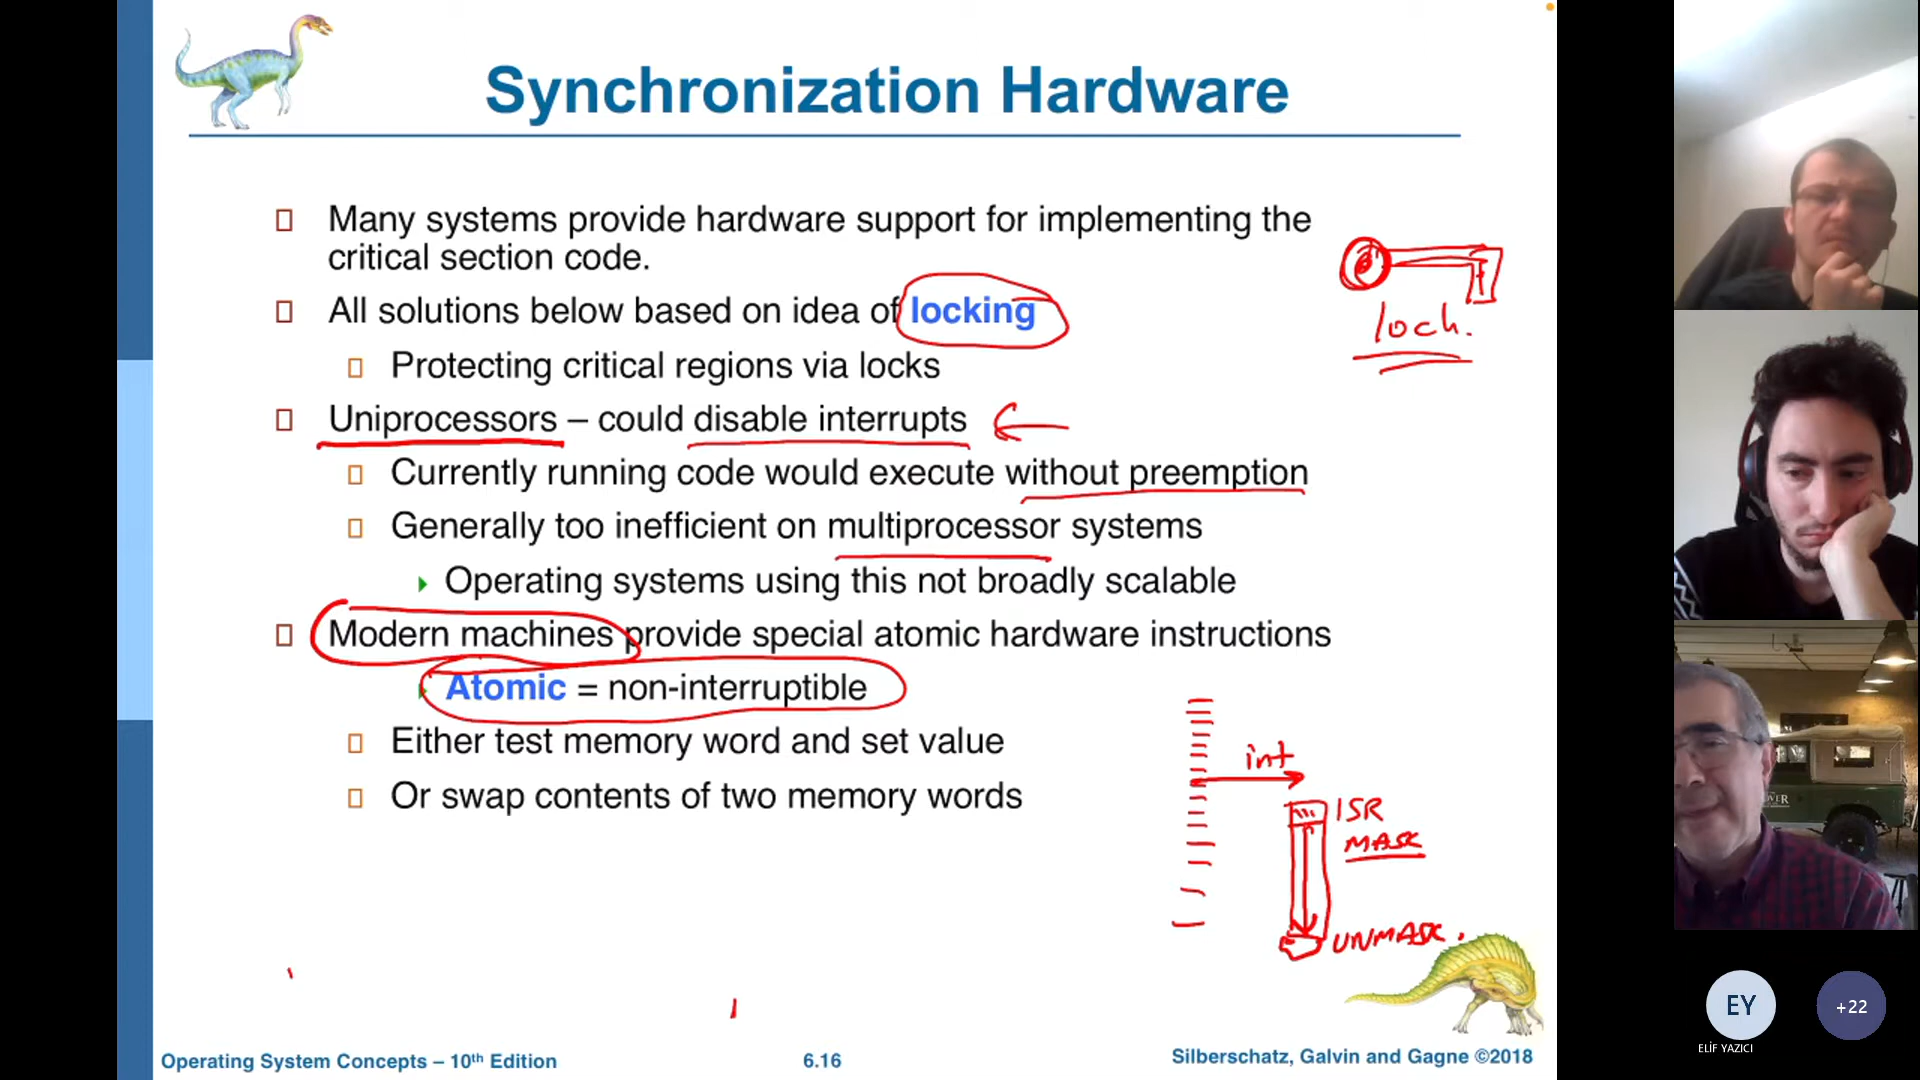 Synchronization Hardware
Many systems provide hardware support for implementing the
critical section code.
All solutions below based on idea of locking
Protecting critical regions via locks
Uniprocessors – could disable interrupts
Currently running code would execute without preemption
Generally too inefficient on multiprocessor systems
Operating systems using this not broadly scalable
Modern machines provide special atomic hardware instructions
Atomic = non-interruptible
Either test memory word and set value
Or swap contents of two memory words
lock.
int
ISR
MASK
UNMASK.
Operating System Concepts – 10th Edition
6.16
Silberschatz, Galvin and Gagne ©2018
EY
ELİF YAZICI
+22